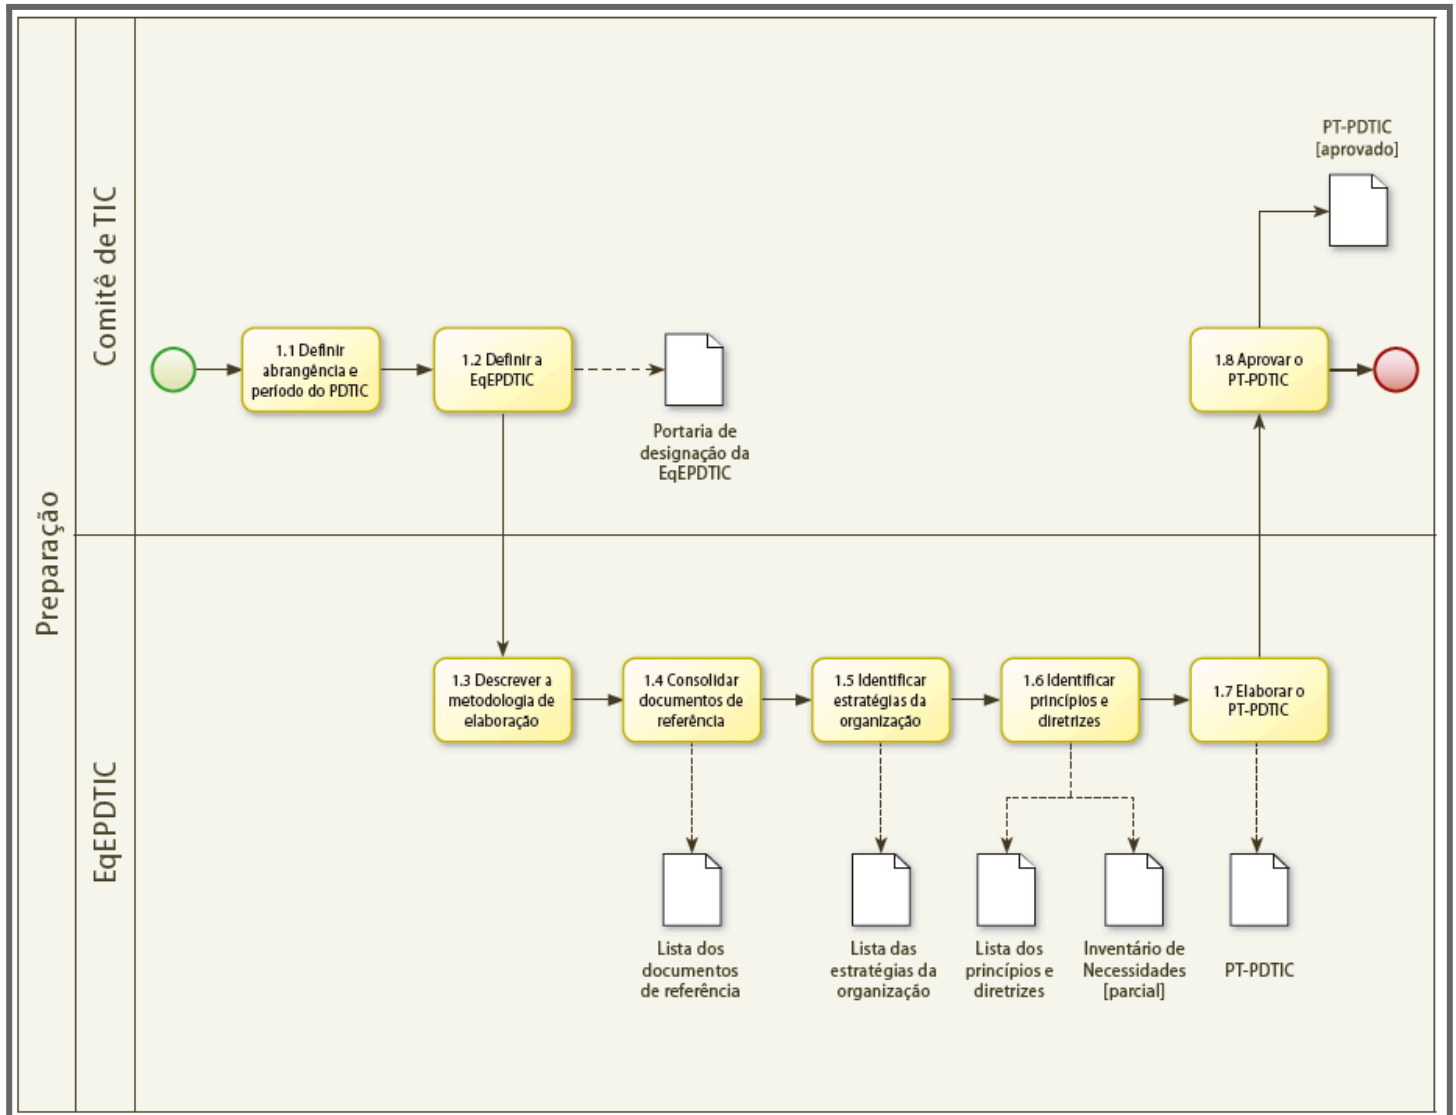 Preparação
Comitê de TIC
PT-PDTIC
[aprovado]
1.1 Definir
abrangência e
período do PDTIC
1.2 Definir a
EqEPDTIC
Portaria de
designação da
EqEPDTIC
1.8 Aprovar o
PT-PDTIC
EqEPDTIC
1.3 Descrever a
metodologia de
elaboração
1.4 Consolidar
documentos de
referência
1.5 Identificar
estratégias da
organização
1.6 Identificar
princípios e
diretrizes
1.7 Elaborar o
PT-PDTIC
Lista dos
documentos
de referência
Lista das
estratégias da
organização
Lista dos
princípios e
diretrizes
Inventário de
Necessidades
[parcial]
PT-PDTIC